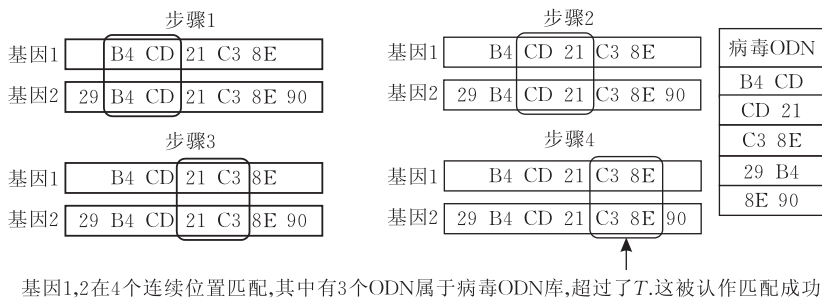 步骤1
基因1 B4 CD 21 C3 8E
基因2 29 B4 CD 21 C3 8E 90
步骤2
基因1 B4 CD 21 C3 8E
基因2 29 B4 CD 21 C3 8E 90
步骤3
基因1 B4 CD 21 C3 8E
基因2 29 B4 CD 21 C3 8E 90
步骤4
基因1 B4 CD 21 C3 8E
基因2 29 B4 CD 21 C3 8E 90
病毒ODN
B4 CD
CD 21
C3 8E
29 B4
8E 90
基因1,2在4个连续位置匹配,其中有3个ODN属于病毒ODN库,超过了T.这被认作匹配成功